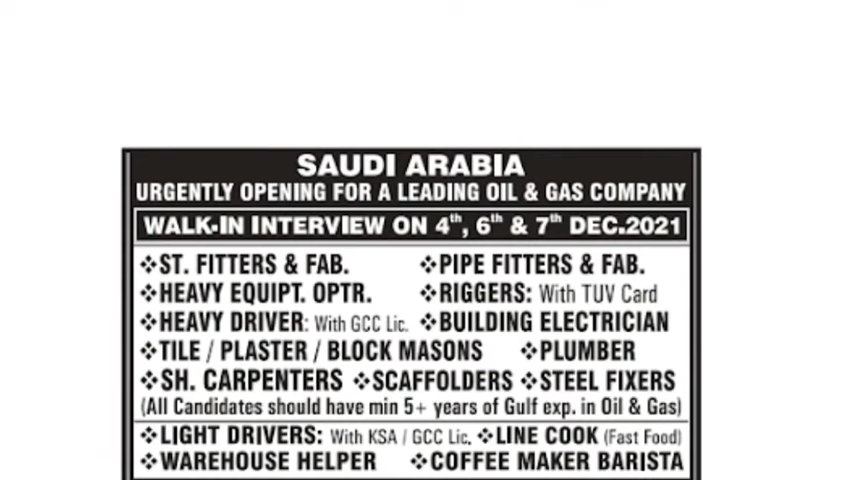 SAUDI ARABIA
URGENTLY OPENING FOR A LEADING OIL & GAS COMPANY
WALK-IN INTERVIEW ON 4th, 6th & 7th DEC.2021
❖ST. FITTERS & FAB. ❖PIPE FITTERS & FAB.
❖HEAVY EQUIPT. OPTR. ❖RIGGERS: With TUV Card
❖HEAVY DRIVER: With GCC Lic. ❖BUILDING ELECTRICIAN
❖TILE / PLASTER / BLOCK MASONS ❖PLUMBER
❖SH. CARPENTERS ❖SCAFFOLDERS ❖STEEL FIXERS
(All Candidates should have min 5+ years of Gulf exp. in Oil & Gas)
❖LIGHT DRIVERS: With KSA / GCC Lic. ❖LINE COOK (Fast Food)
❖WAREHOUSE HELPER ❖COFFEE MAKER BARISTA